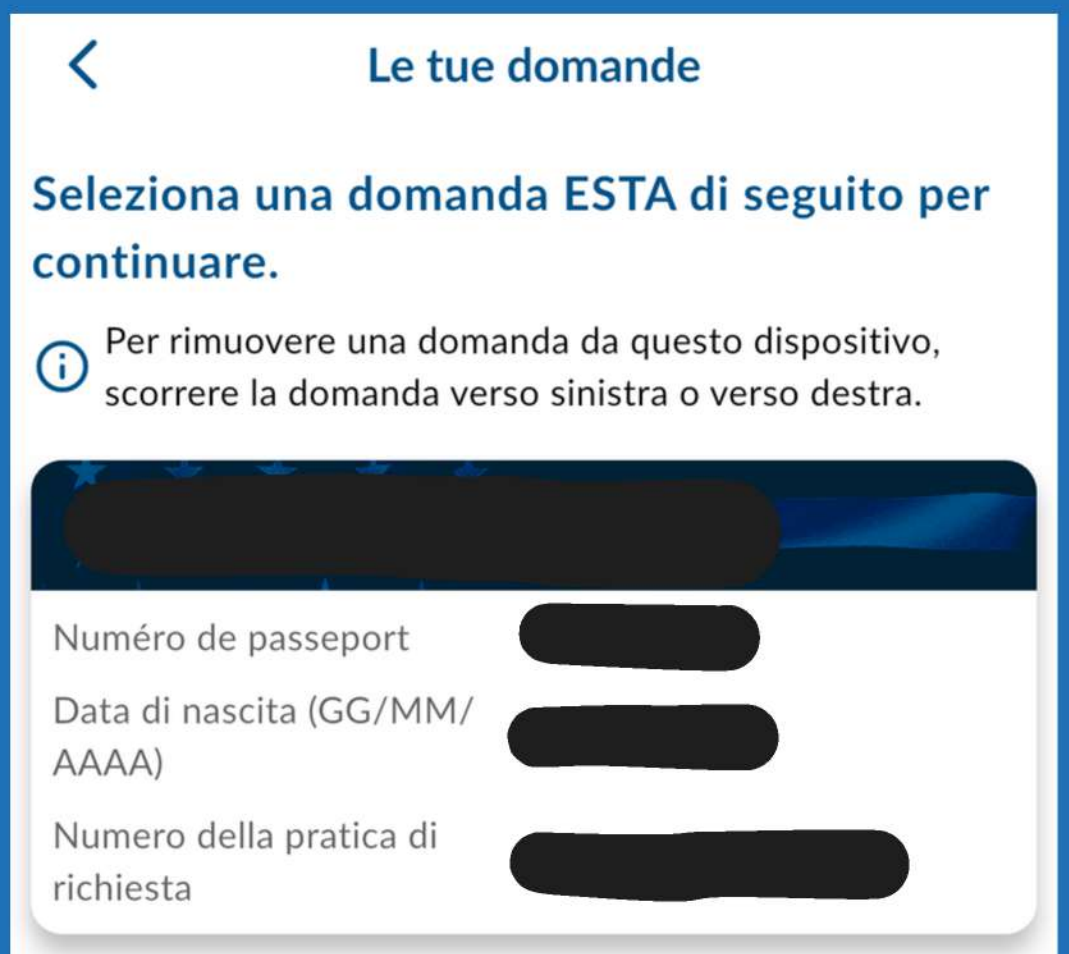 Le tue domande
Seleziona una domanda ESTA di seguito per
continuare.
Per rimuovere una domanda da questo dispositivo,
scorrere la domanda verso sinistra o verso destra.
Numéro de passeport
Data di nascita (GG/MM/
AAAA)
Numero della pratica di
richiesta